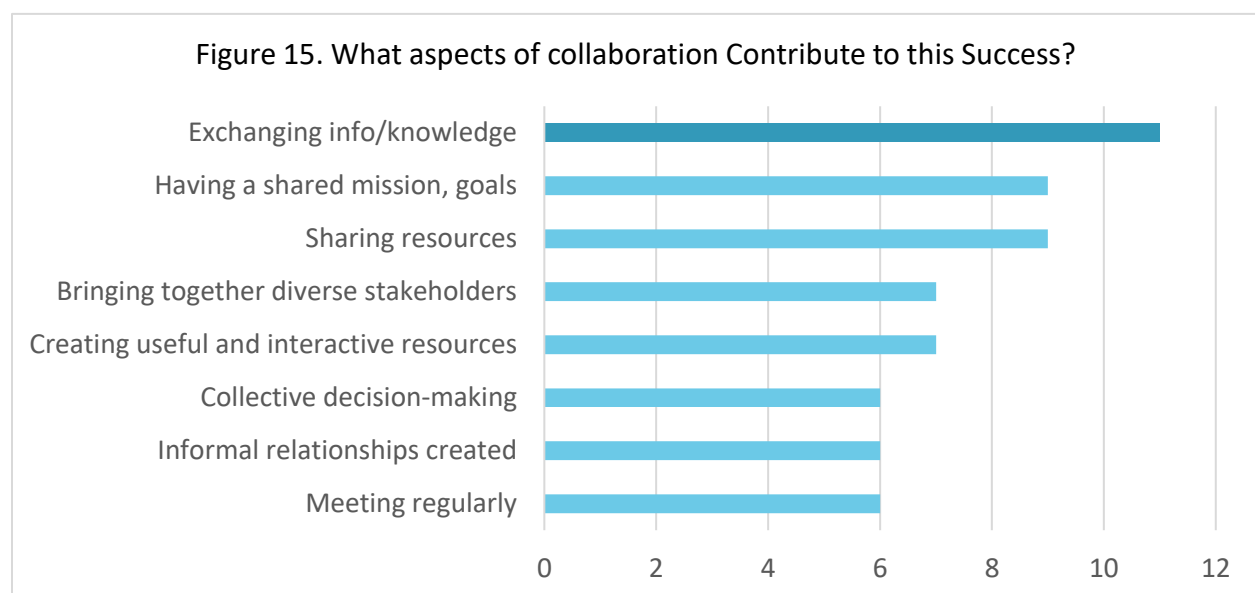 Figure 15. What aspects of collaboration Contribute to this Success?
Exchanging info/knowledge
Having a shared mission, goals
Sharing resources
Bringing together diverse stakeholders
Creating useful and interactive resources
Collective decision-making
Informal relationships created
Meeting regularly
0 2 4 6 8 10 12